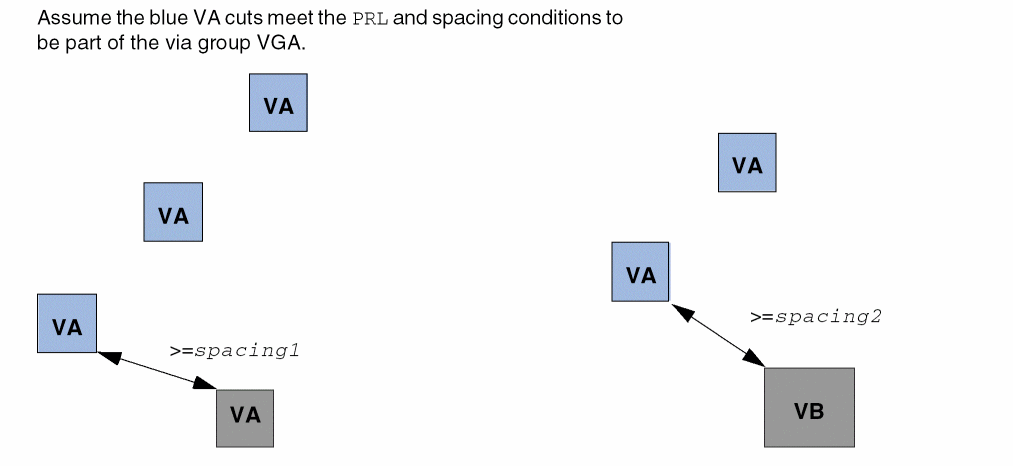 Assume the blue VA cuts meet the PRL and spacing conditions to
be part of the via group VGA.
VA
VA
VA
VA
VA
>=spacing2
VA
>=spacing1
VA
VB